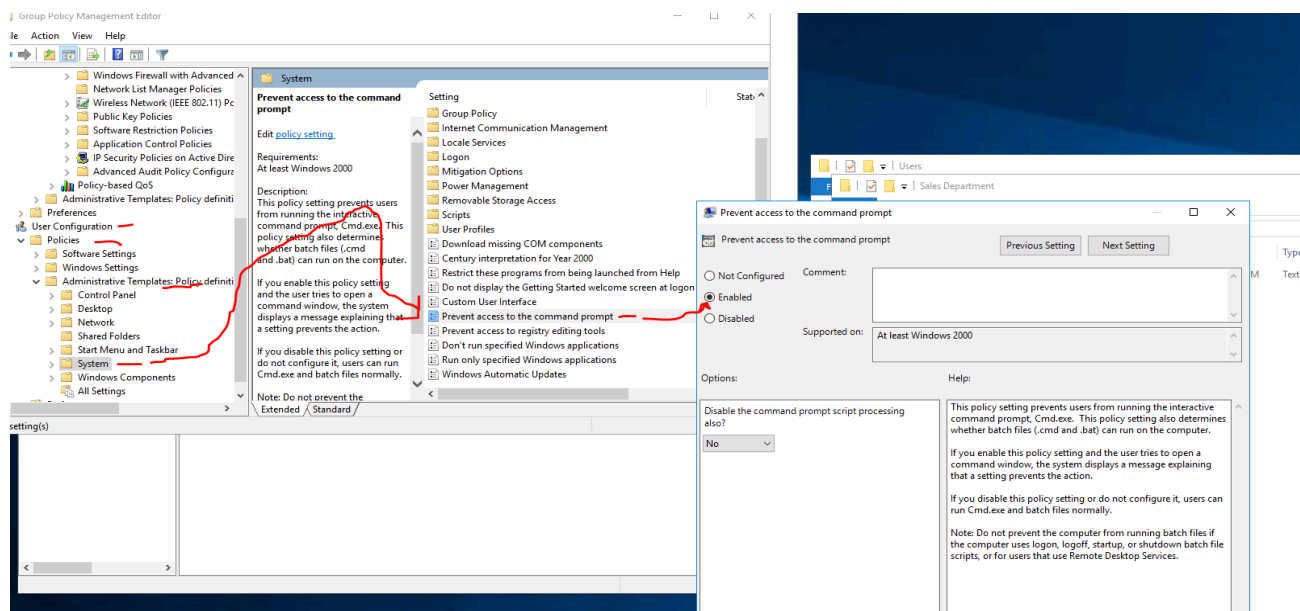 Group Policy Management Editor
Action View Help
Windows Firewall with Advanced
Network List Manager Policies
Wireless Network (IEEE 802.11) Pc
Public Key Policies
Software Restriction Policies
Application Control Policies
IP Security Policies on Active Dire
Advanced Audit Policy Configura
Policy-based QoS
Administrative Templates: Policy definiti
Preferences
User Configuration
Policies
Software Settings
Windows Settings
Administrative Templates: Policy definiti
Control Panel
Desktop
Network
Shared Folders
Start Menu and Taskbar
System
Windows Components
All Settings
setting(s)
System
Prevent access to the command
prompt
Edit policy setting
Requirements:
At least Windows 2000
Description:
This policy setting prevents users
from running the interactive
command prompt, Cmd.exe. This
policy setting also determines
whether batch files (.cmd
and .bat) can run on the computer.
If you enable this policy setting
and the user tries to open a
command window, the system
displays a message explaining that
a setting prevents the action.
If you disable this policy setting or
do not configure it, users can run
Cmd.exe and batch files normally.
Note: Do not prevent the
Extended Standard
Setting State
Group Policy
Internet Communication Management
Locale Services
Logon
Mitigation Options
Power Management
Removable Storage Access
Scripts
User Profiles
Download missing COM components
Century interpretation for Year 2000
Restrict these programs from being launched from Help
Do not display the Getting Started welcome screen at logon
Custom User Interface
Prevent access to the command prompt
Prevent access to registry editing tools
Don't run specified Windows applications
Run only specified Windows applications
Windows Automatic Updates
Users
F
Sales Department
Type
M Text
Prevent access to the command prompt
Prevent access to the command prompt
Previous Setting Next Setting
Not Configured
Enabled
Disabled
Comment:
Supported on:
At least Windows 2000
Options:
Help:
Disable the command prompt script processing
also?
No
This policy setting prevents users from running the interactive
command prompt, Cmd.exe. This policy setting also determines
whether batch files (.cmd and .bat) can run on the computer.
If you enable this policy setting and the user tries to open a
command window, the system displays a message explaining
that a setting prevents the action.
If you disable this policy setting or do not configure it, users can
run Cmd.exe and batch files normally.
Note: Do not prevent the computer from running batch files if
the computer uses logon, logoff, startup, or shutdown batch file
scripts, or for users that use Remote Desktop Services.